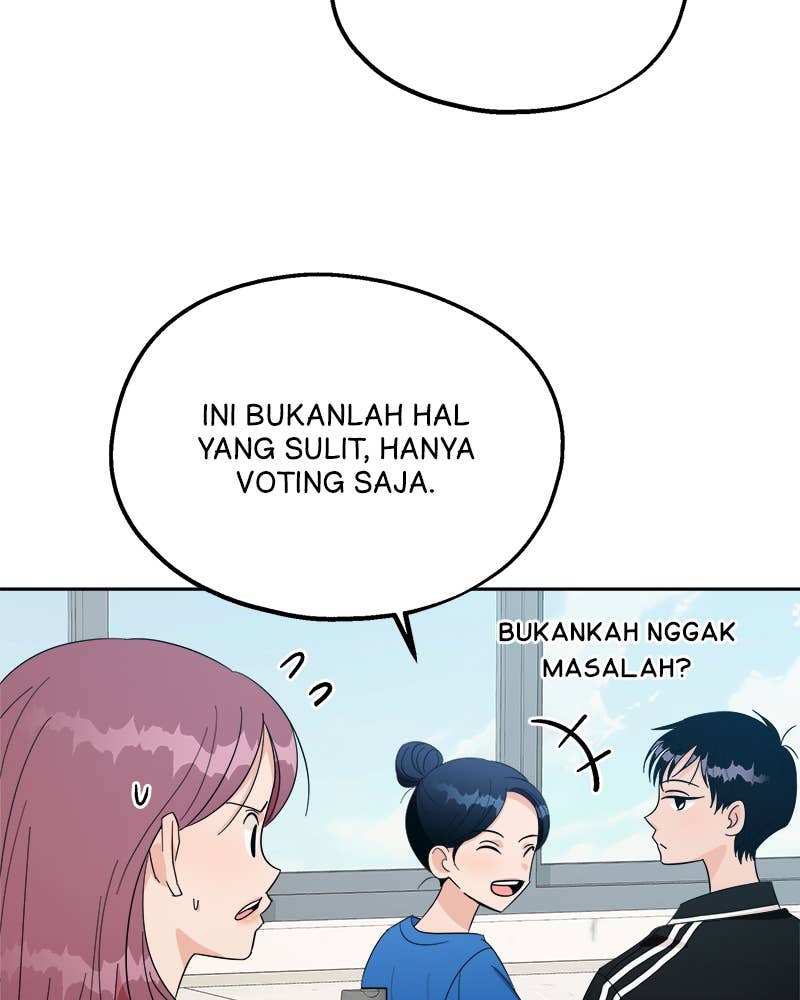 INI BUKANLAH HAL
YANG SULIT, HANYA
VOTING SAJA.
BUKANKAH NGGAK
MASALAH?